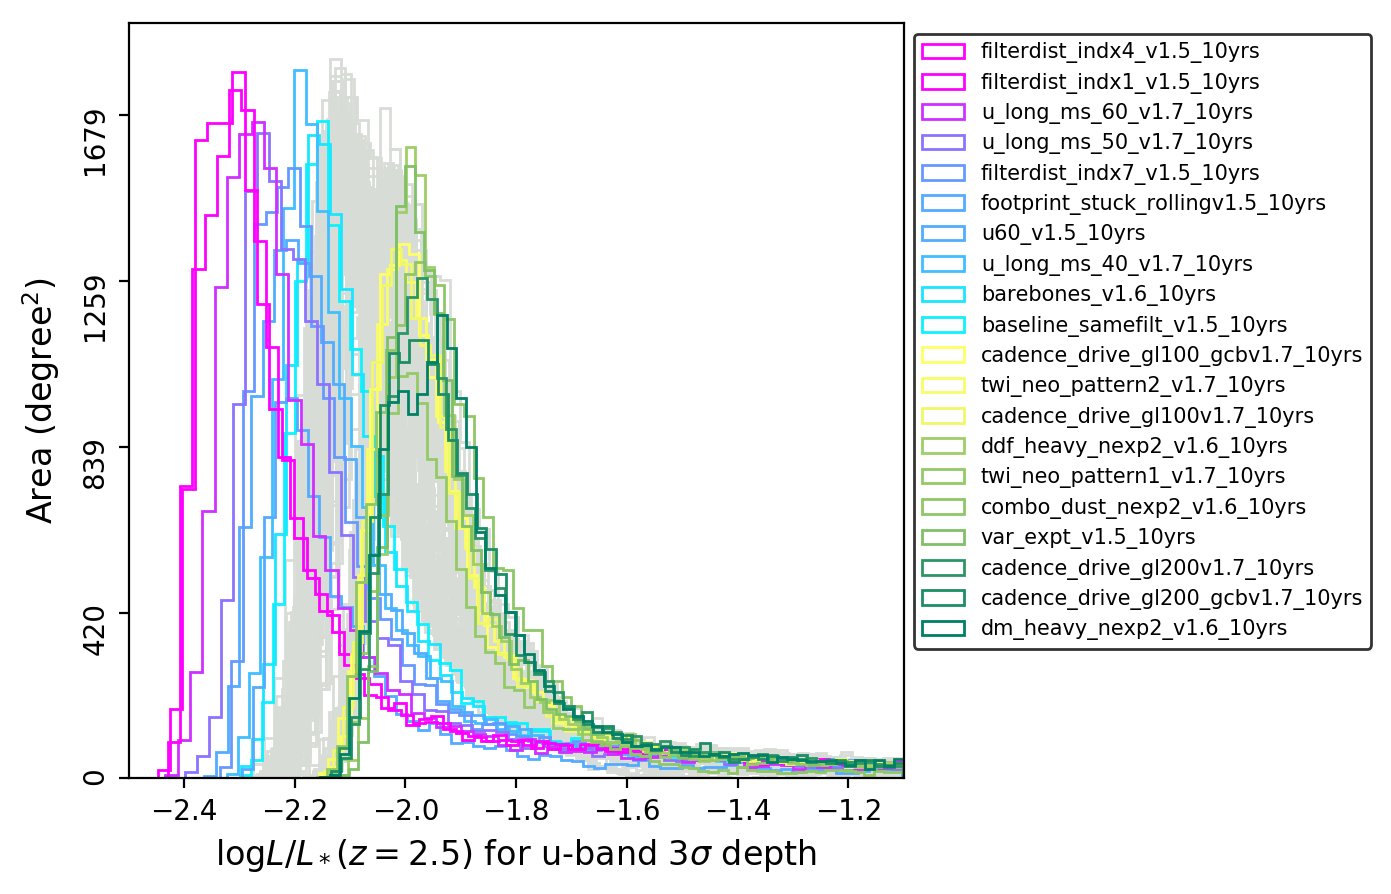 Area (degree²)
1679
1259
839
420
0
−2.4 −2.2 −2.0 −1.8 −1.6 −1.4 −1.2
logL/L*(z = 2.5) for u-band 3σ depth
filterdist_indx4_v1.5_10yrs
filterdist_indx1_v1.5_10yrs
u_long_ms_60_v1.7_10yrs
u_long_ms_50_v1.7_10yrs
filterdist_indx7_v1.5_10yrs
footprint_stuck_rollingv1.5_10yrs
u60_v1.5_10yrs
u_long_ms_40_v1.7_10yrs
barebones_v1.6_10yrs
baseline_samefilt_v1.5_10yrs
cadence_drive_gl100_gcbv1.7_10yrs
twi_neo_pattern2_v1.7_10yrs
cadence_drive_gl100v1.7_10yrs
ddf_heavy_nexp2_v1.6_10yrs
twi_neo_pattern1_v1.7_10yrs
combo_dust_nexp2_v1.6_10yrs
var_expt_v1.5_10yrs
cadence_drive_gl200v1.7_10yrs
cadence_drive_gl200_gcbv1.7_10yrs
dm_heavy_nexp2_v1.6_10yrs